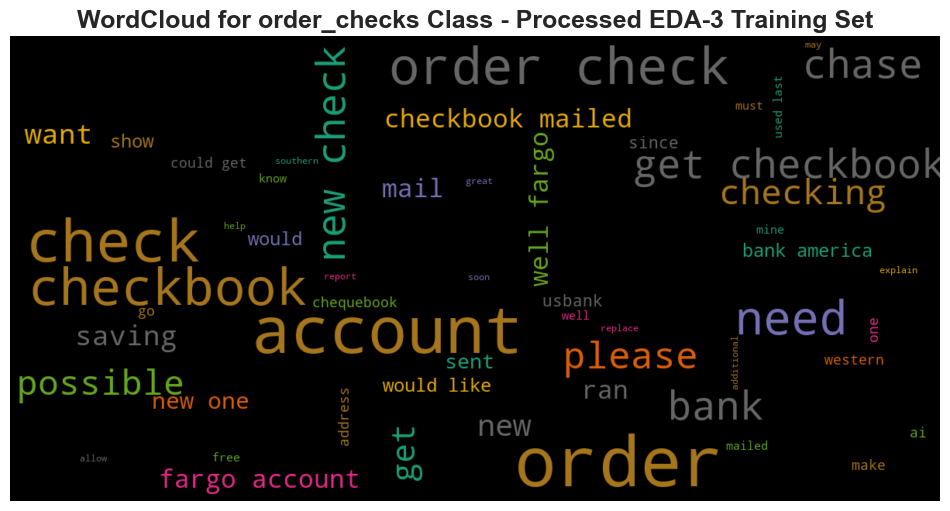 WordCloud for order_checks Class - Processed EDA-3 Training Set
order check
chase
may
new check
checkbook mailed
used last
must
want
show
could get
southern
know
since
get checkbook
well fargo
mail
great
checking
check
help
would
mine
bank america
explain
checkbook
report
soon
go
chequebook
usbank
well
replace
need
one
account
saving
sent
please
additional
western
possible
would like
ran
new one
address
bank
get
new
order
mailed
ai
allow
free
fargo account
make